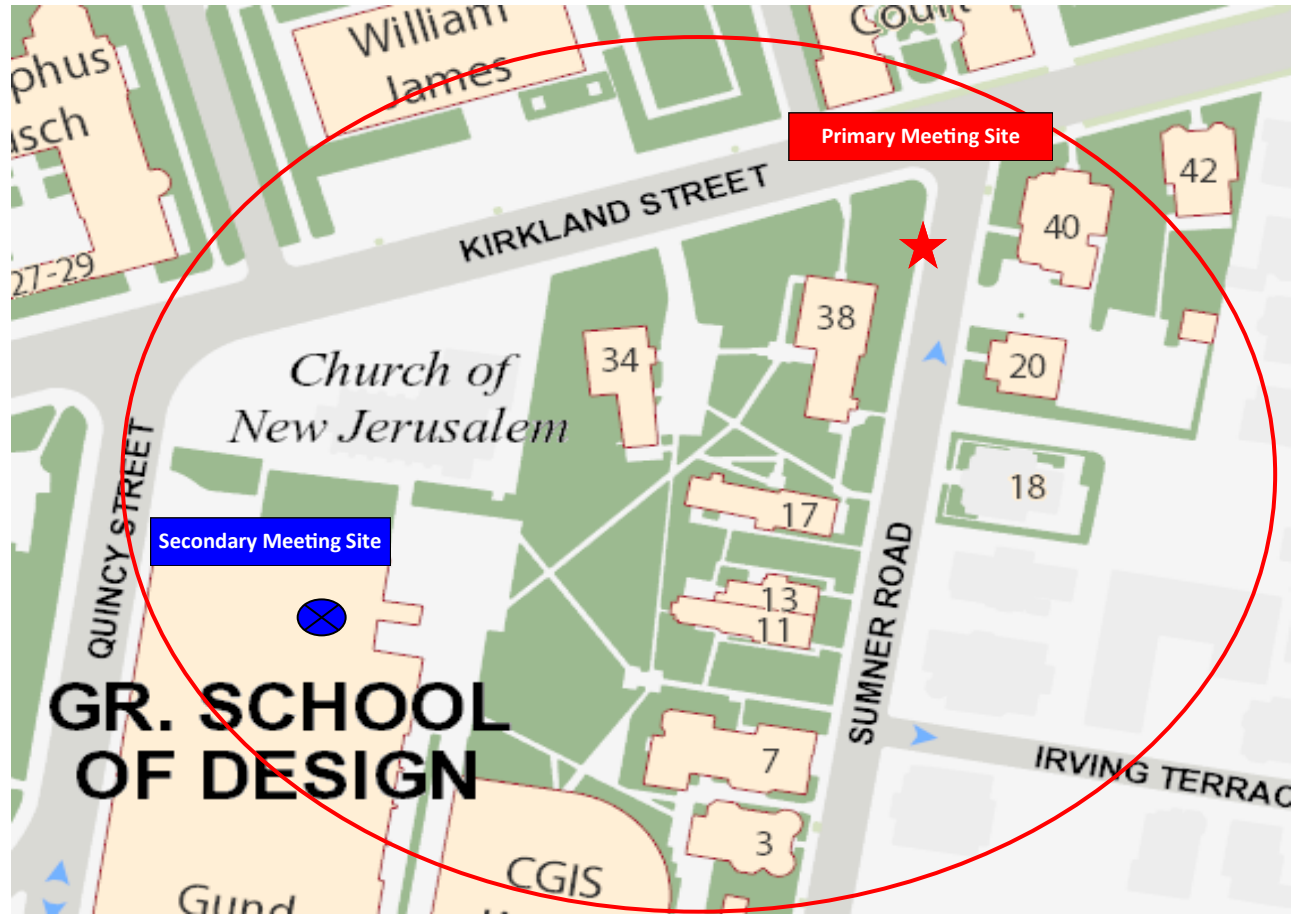 William
James
Court
phus
usch
27-29
Primary Meeting Site
42
40
KIRKLAND STREET
38
34
20
Church of
New Jerusalem
18
17
QUINCY STREET
Secondary Meeting Site
13
11
SUMNER ROAD
GR. SCHOOL
OF DESIGN
7
IRVING TERRAC
3
CGIS
Gund